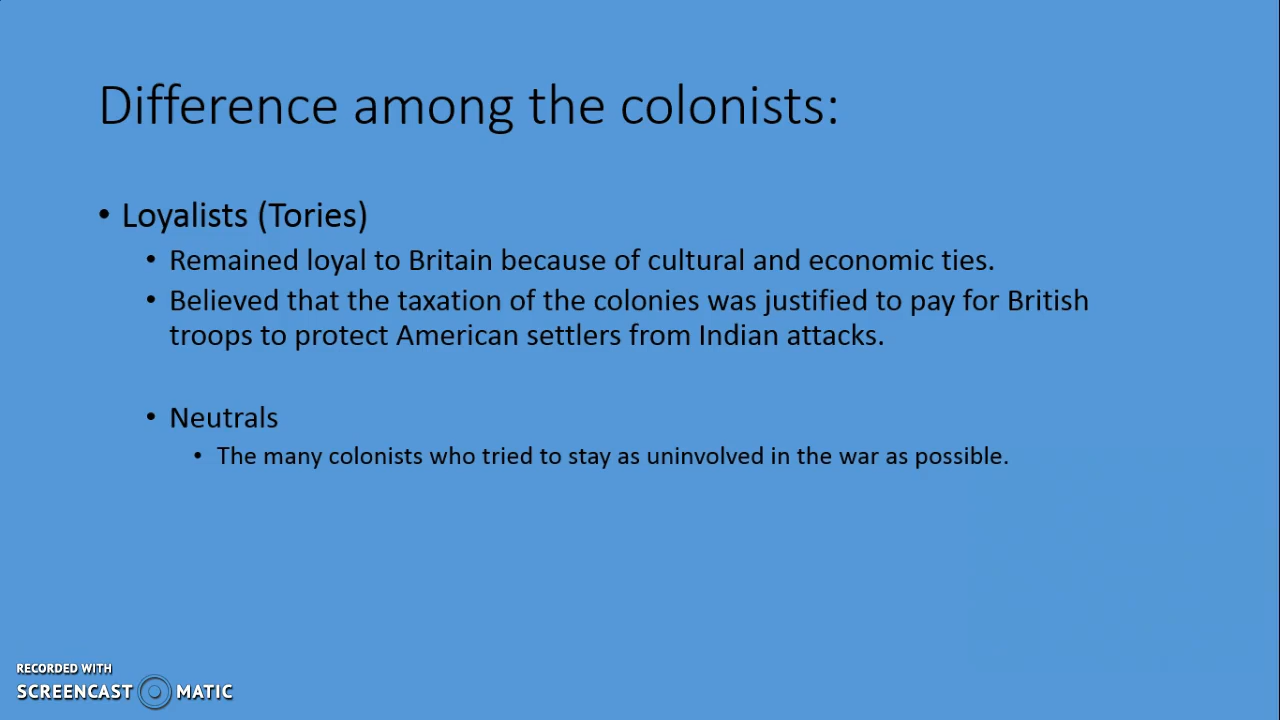 Difference among the colonists:
• Loyalists (Tories)
• Remained loyal to Britain because of cultural and economic ties.
• Believed that the taxation of the colonies was justified to pay for British
troops to protect American settlers from Indian attacks.
• Neutrals
• The many colonists who tried to stay as uninvolved in the war as possible.
RECORDED WITH
SCREENCAST MATIC